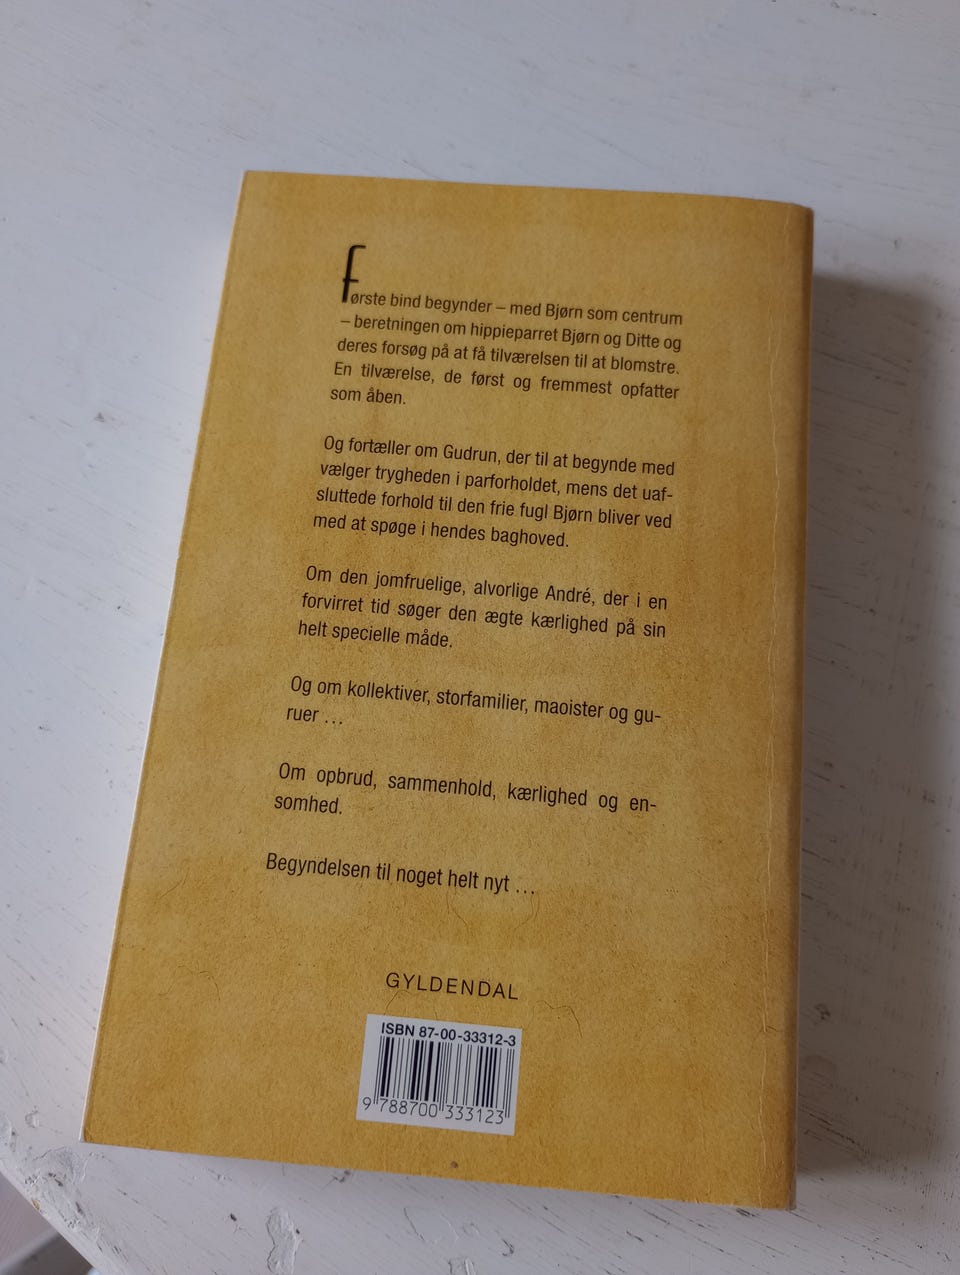 Første bind begynder – med Bjørn som centrum
– beretningen om hippieparret Bjørn og Ditte og
deres forsøg på at få tilværelsen til at blomstre.
En tilværelse, de først og fremmest opfatter
som åben.
Og fortæller om Gudrun, der til at begynde med
vælger trygheden i parforholdet, mens det uaf-
sluttede forhold til den frie fugl Bjørn bliver ved
med at spøge i hendes baghoved.
Om den jomfruelige, alvorlige André, der i en
forvirret tid søger den ægte kærlighed på sin
helt specielle måde.
Og om kollektiver, storfamilier, maoister og gu-
ruer ...
Om opbrud, sammenhold, kærlighed og en-
somhed.
Begyndelsen til noget helt nyt ...
GYLDENDAL
ISBN 87-00-33312-3
9 788700 333123